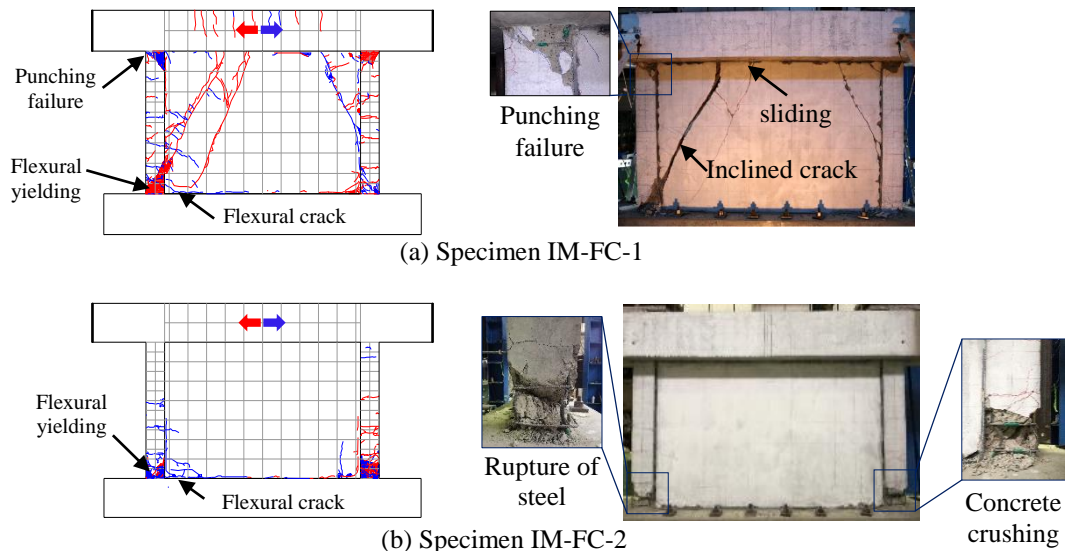 Punching
failure
Flexural
yielding
Flexural crack
Punching
failure
sliding
Inclined crack
(a) Specimen IM-FC-1
Flexural
yielding
Flexural crack
Rupture of
steel
Concrete
crushing
(b) Specimen IM-FC-2